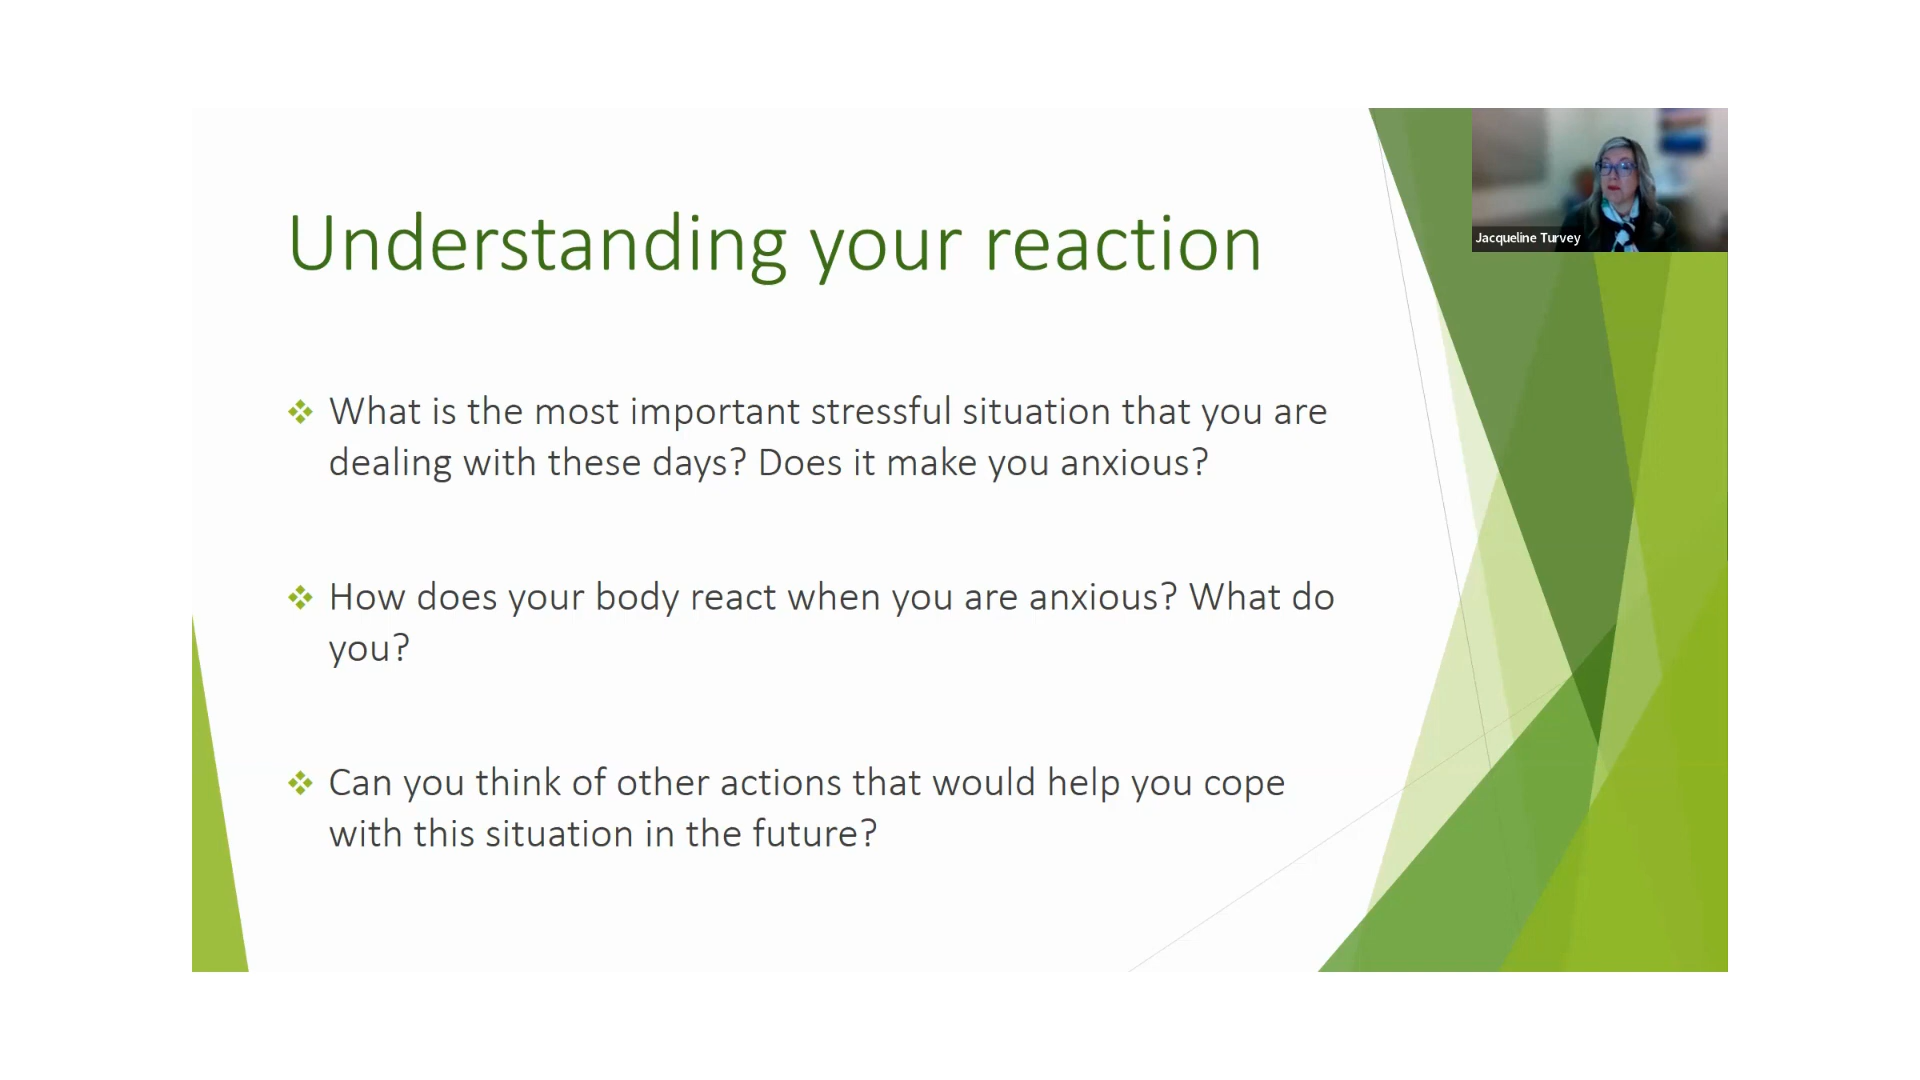 Understanding your reaction
What is the most important stressful situation that you are
dealing with these days? Does it make you anxious?
How does your body react when you are anxious? What do
you?
Can you think of other actions that would help you cope
with this situation in the future?
Jacqueline Turvey